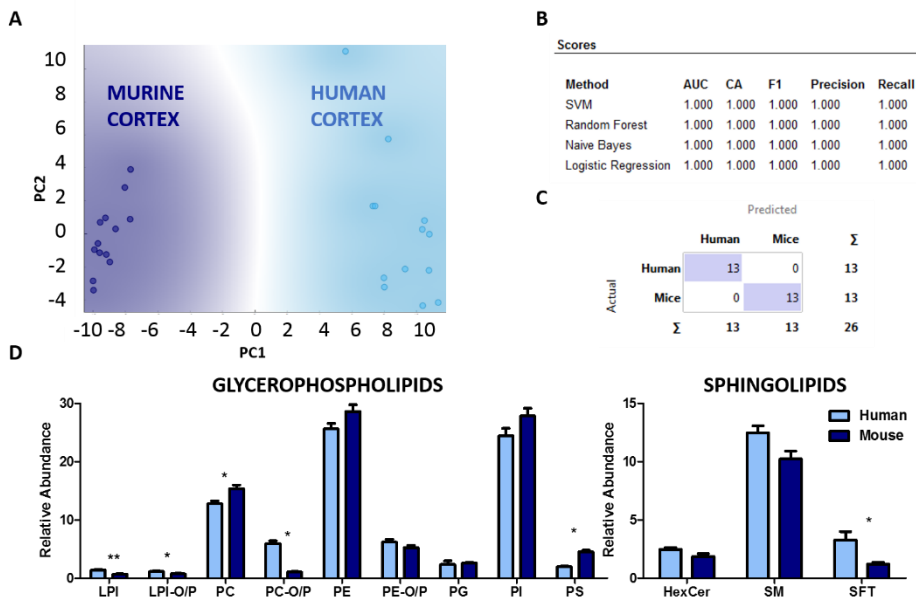 A
MURINE CORTEX
HUMAN CORTEX
PC2
10
8
6
4
2
0
-2
-4
-10 -8 -6 -4 -2 0 2 4 6 8 10
PC1
B
Scores
Method AUC CA F1 Precision Recall
SVM 1.000 1.000 1.000 1.000 1.000
Random Forest 1.000 1.000 1.000 1.000 1.000
Naive Bayes 1.000 1.000 1.000 1.000 1.000
Logistic Regression 1.000 1.000 1.000 1.000 1.000
C
Predicted
Human Mice Σ
Actual
Human 13 0 13
Mice 0 13 13
Σ 13 13 26
D
GLYCEROPHOSPHOLIPIDS
Relative Abundance
30
20
10
0
** * * * *
LPI LPI-O/P PC PC-O/P PE PE-O/P PG PI PS
SPHINGOLIPIDS
Human
Mouse
Relative Abundance
15
10
5
0
*
HexCer SM SFT